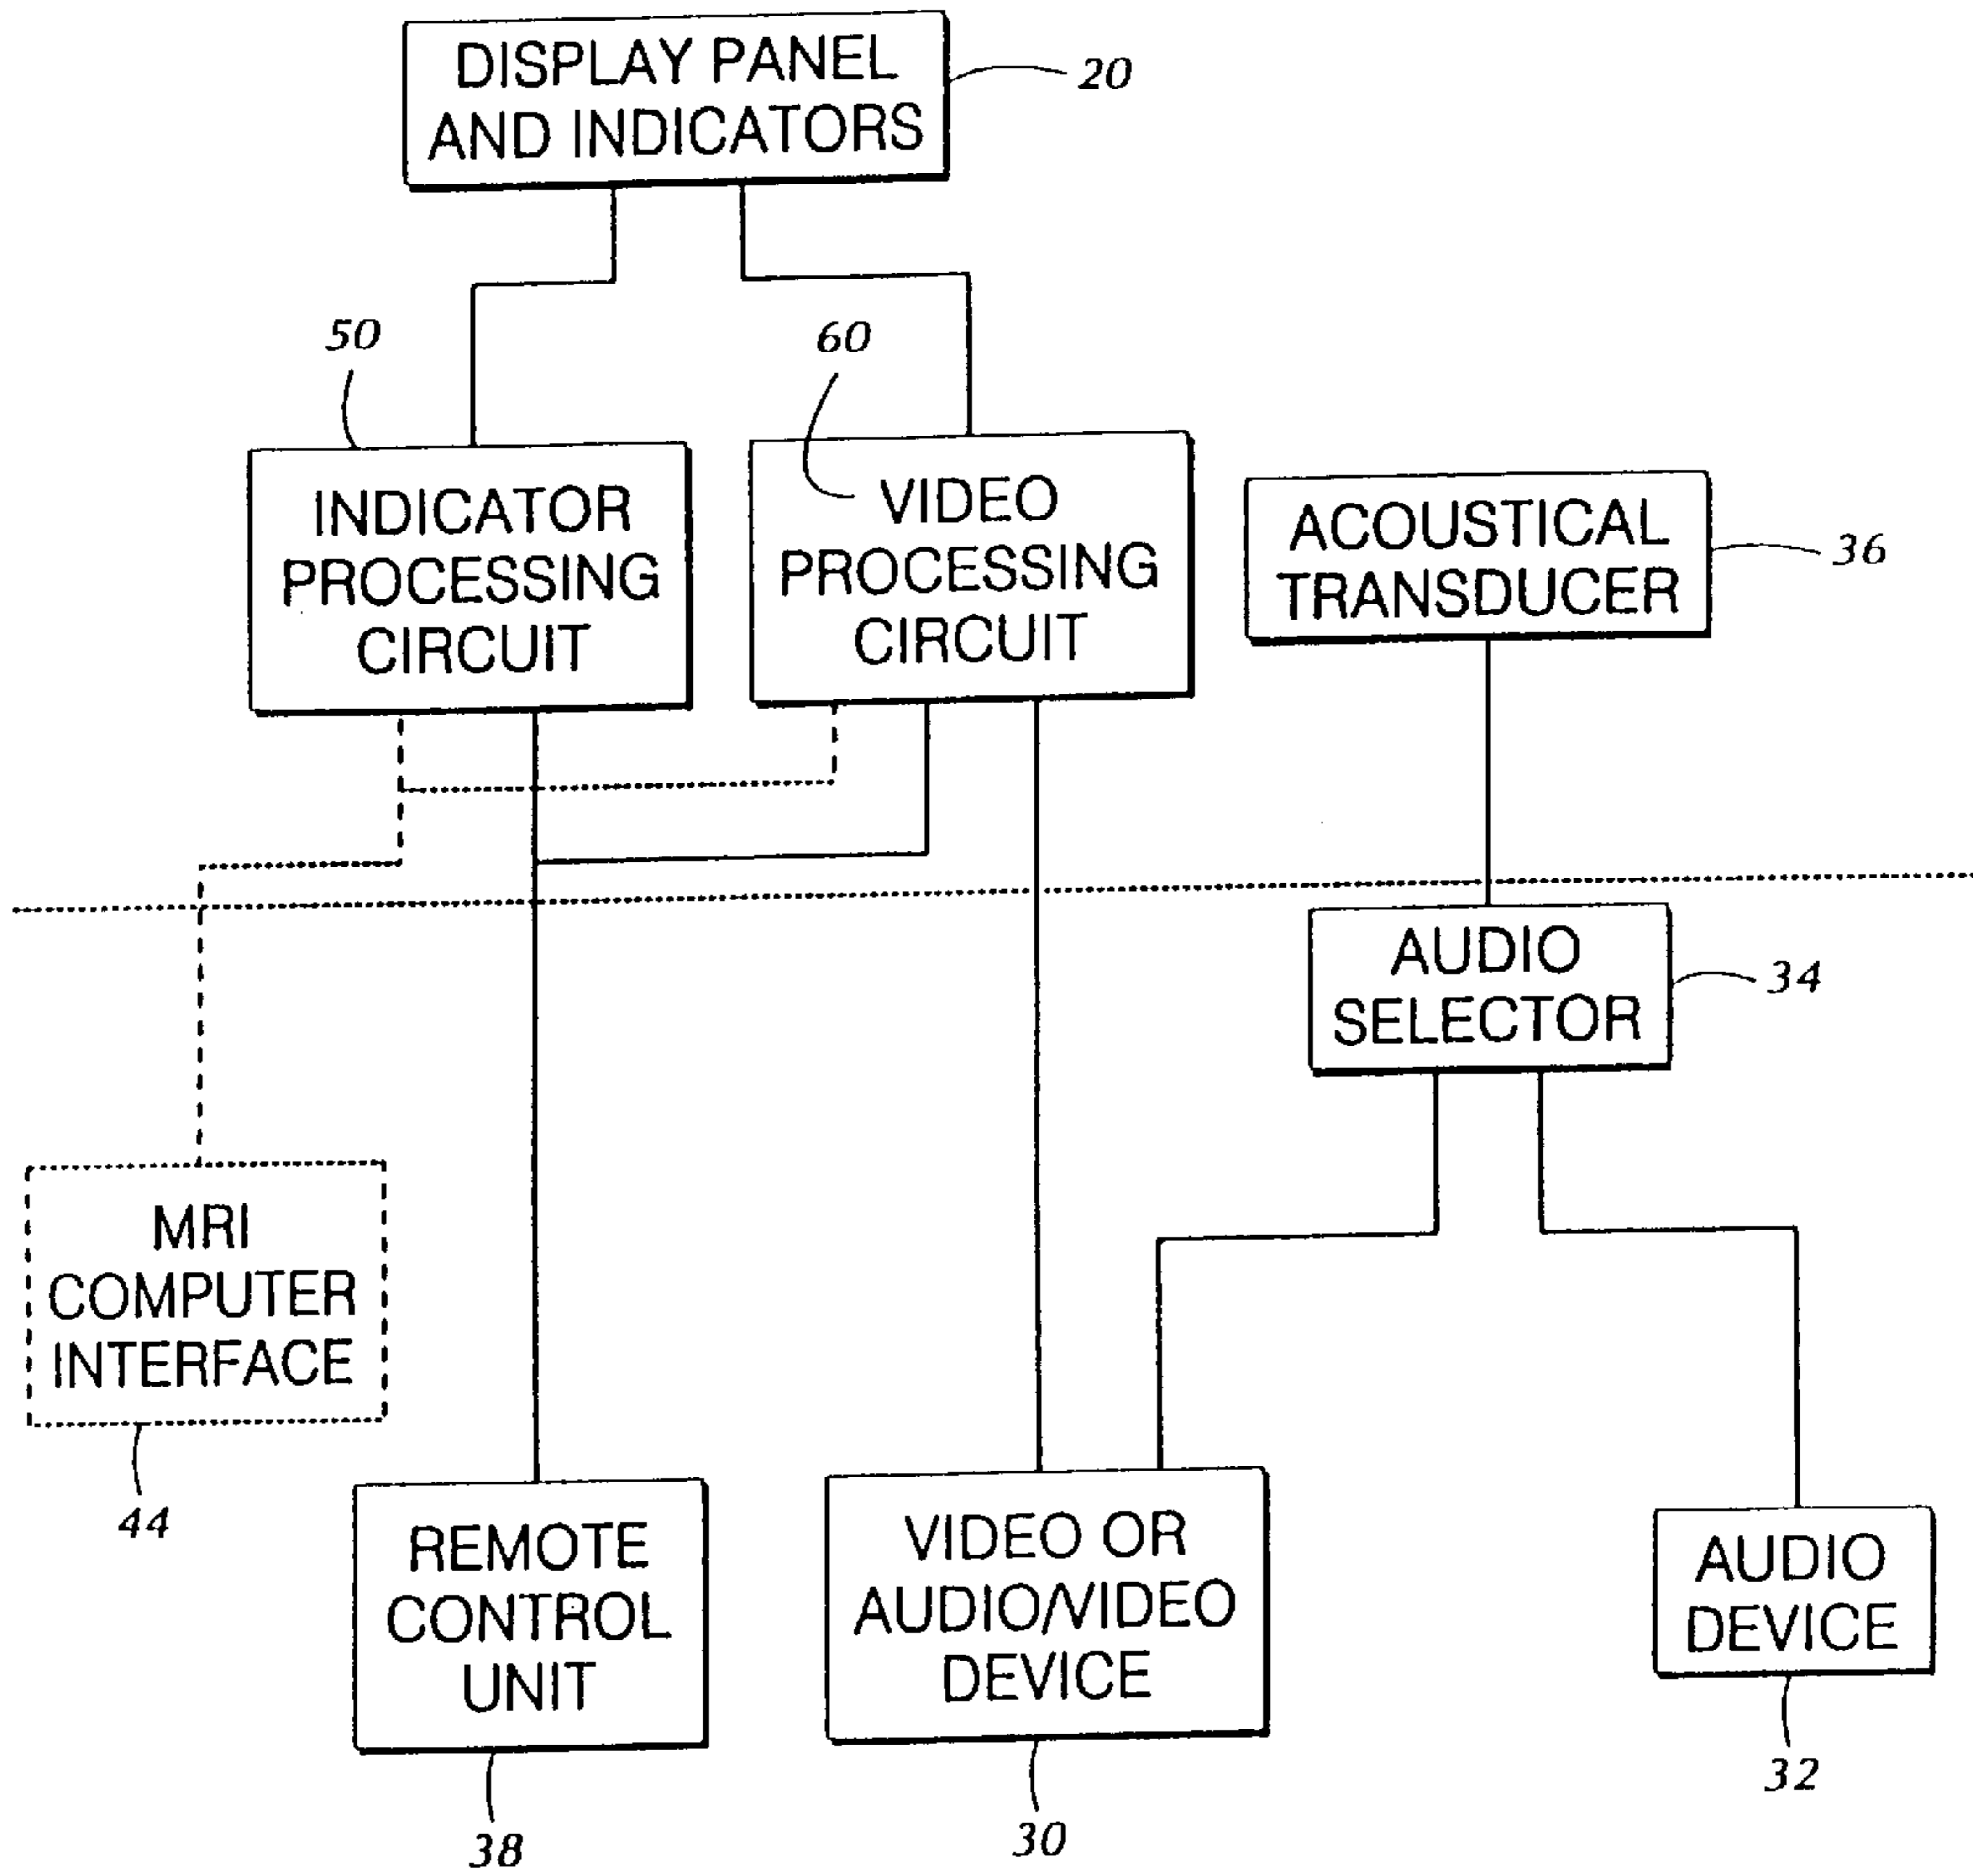 DISPLAY PANEL
AND INDICATORS
20
50
60
INDICATOR
PROCESSING
CIRCUIT
VIDEO
PROCESSING
CIRCUIT
ACOUSTICAL
TRANSDUCER
36
AUDIO
SELECTOR
34
MRI
COMPUTER
INTERFACE
44
REMOTE
CONTROL
UNIT
38
VIDEO OR
AUDIO/VIDEO
DEVICE
30
AUDIO
DEVICE
32